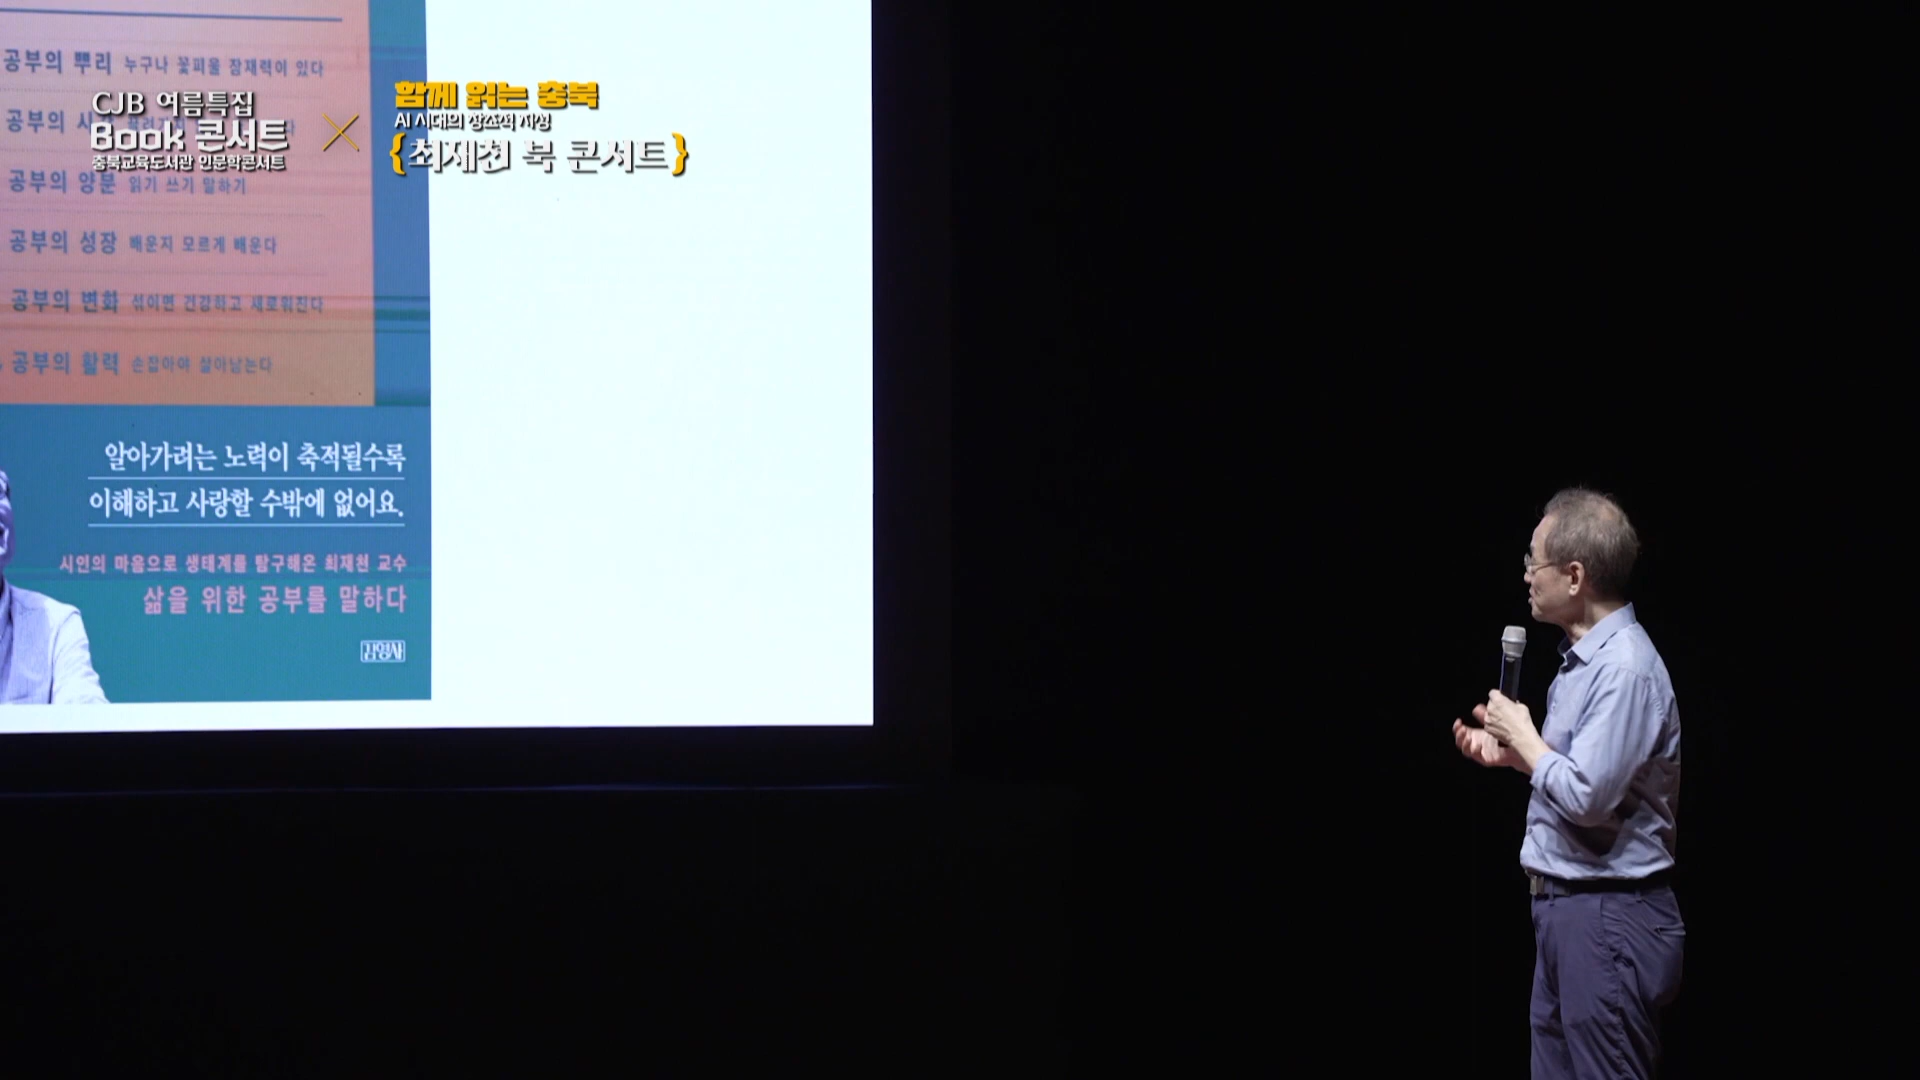 CJB 여름특집
Book 콘서트
충북교육도서관 인문학콘서트
함께 읽는 충북
AI 시대의 창조적 지성
{최재천 북 콘서트}
공부의 뿌리 누구나 꽃피울 잠재력이 있다
공부의
공부의 양분 읽기 쓰기 말하기
공부의 성장 배운지 모르게 배운다
공부의 변화 섞이면 건강하고 새로워진다
공부의 활력 손잡아야 살아남는다
알아가려는 노력이 축적될수록
이해하고 사랑할 수밖에 없어요.
시인의 마음으로 생태계를 탐구해온 최재천 교수
삶을 위한 공부를 말하다
김영사